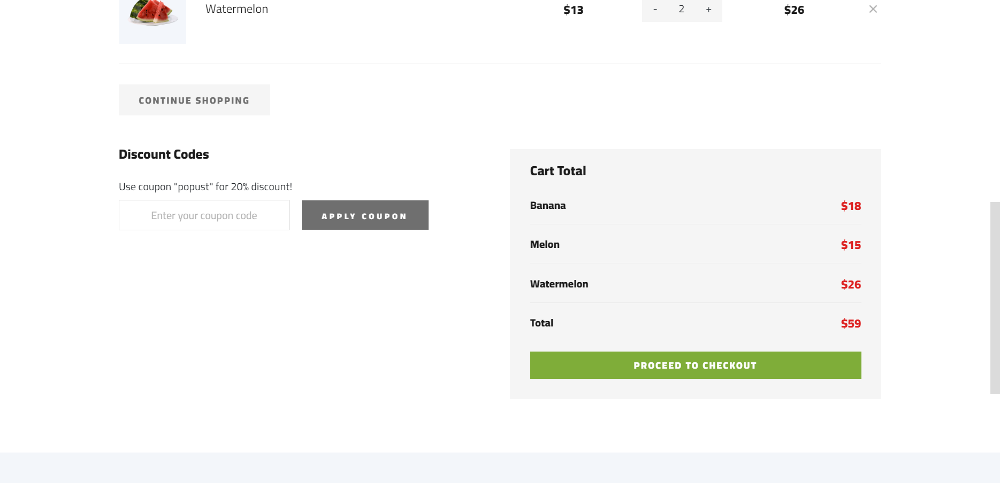 Watermelon $13 - 2 + $26 ×
CONTINUE SHOPPING
Discount Codes
Use coupon "popust" for 20% discount!
Enter your coupon code
APPLY COUPON
Cart Total
Banana $18
Melon $15
Watermelon $26
Total $59
PROCEED TO CHECKOUT